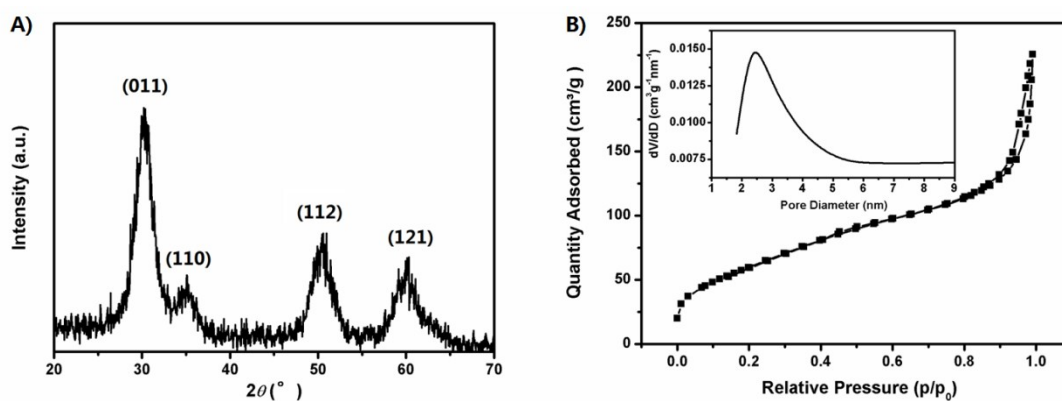 A)
(011)
(110)
(112)
(121)
Intensity (a.u.)
20 30 40 50 60 70
2θ(°)
B)
250
200
150
100
50
0
Quantity Adsorbed (cm³/g)
0.0 0.2 0.4 0.6 0.8 1.0
Relative Pressure (p/p₀)
0.0150
0.0125
0.0100
0.0075
dV/dD (cm³g⁻¹nm⁻¹)
1 2 3 4 5 6 7 8 9
Pore Diameter (nm)